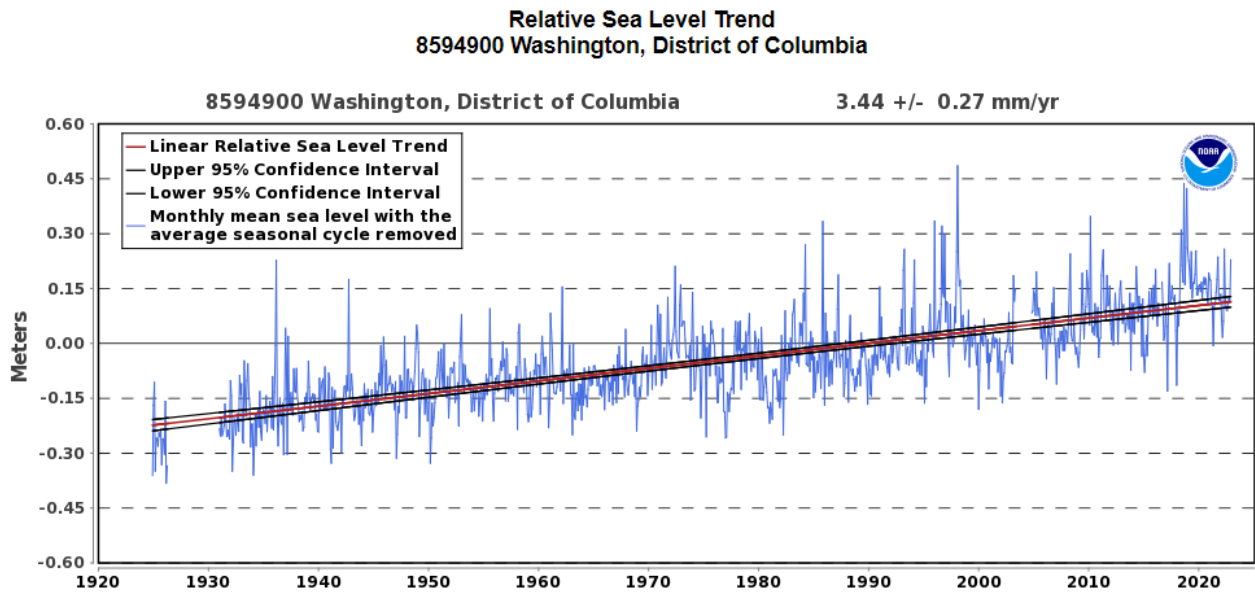 Relative Sea Level Trend
8594900 Washington, District of Columbia
8594900 Washington, District of Columbia 3.44 +/- 0.27 mm/yr
Linear Relative Sea Level Trend
Upper 95% Confidence Interval
Lower 95% Confidence Interval
Monthly mean sea level with the
average seasonal cycle removed
NOAA
Meters
0.60
0.45
0.30
0.15
0.00
-0.15
-0.30
-0.45
-0.60
1920 1930 1940 1950 1960 1970 1980 1990 2000 2010 2020